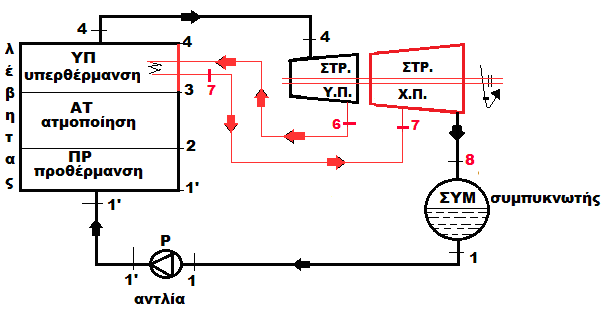 4
4
4
λέβητας
ΥΠ
υπερθέρμανση
7
3
ΑΤ
ατμοποίηση
2
ΠΡ
προθέρμανση
1'
ΣΤΡ.
Υ.Π.
ΣΤΡ.
Χ.Π.
6
7
8
ΣΥΜ
συμπυκνωτής
1'
1'
P
1
1
αντλία